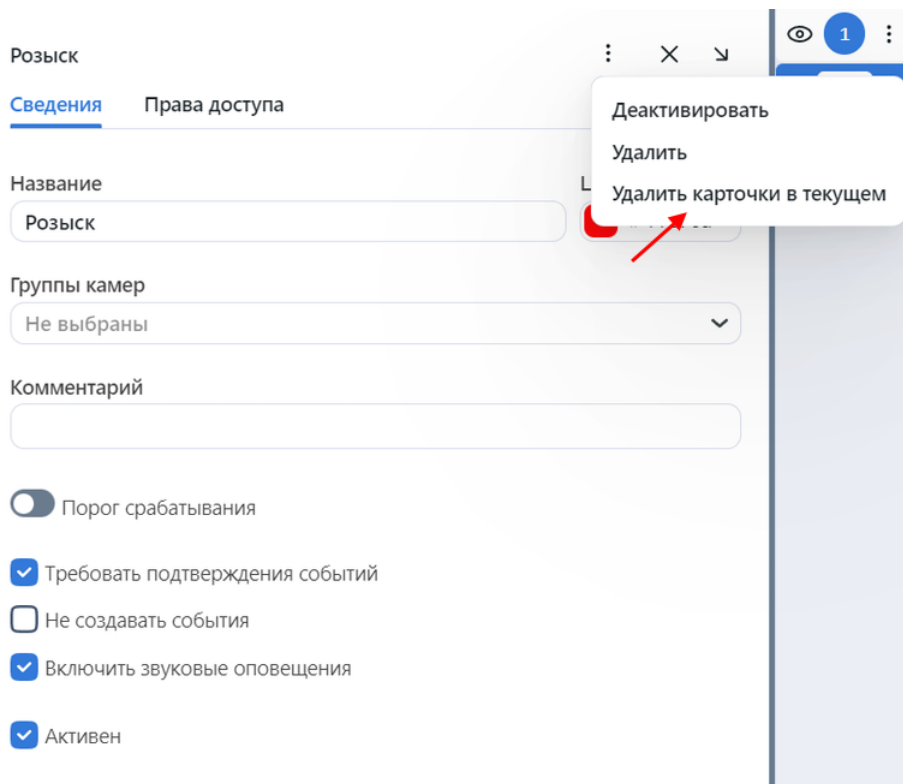 Розыск
1
Сведения
Права доступа
Деактивировать
Удалить
Удалить карточки в текущем
Название
Розыск
Группы камер
Не выбраны
Комментарий
Порог срабатывания
Требовать подтверждения событий
Не создавать события
Включить звуковые оповещения
Активен